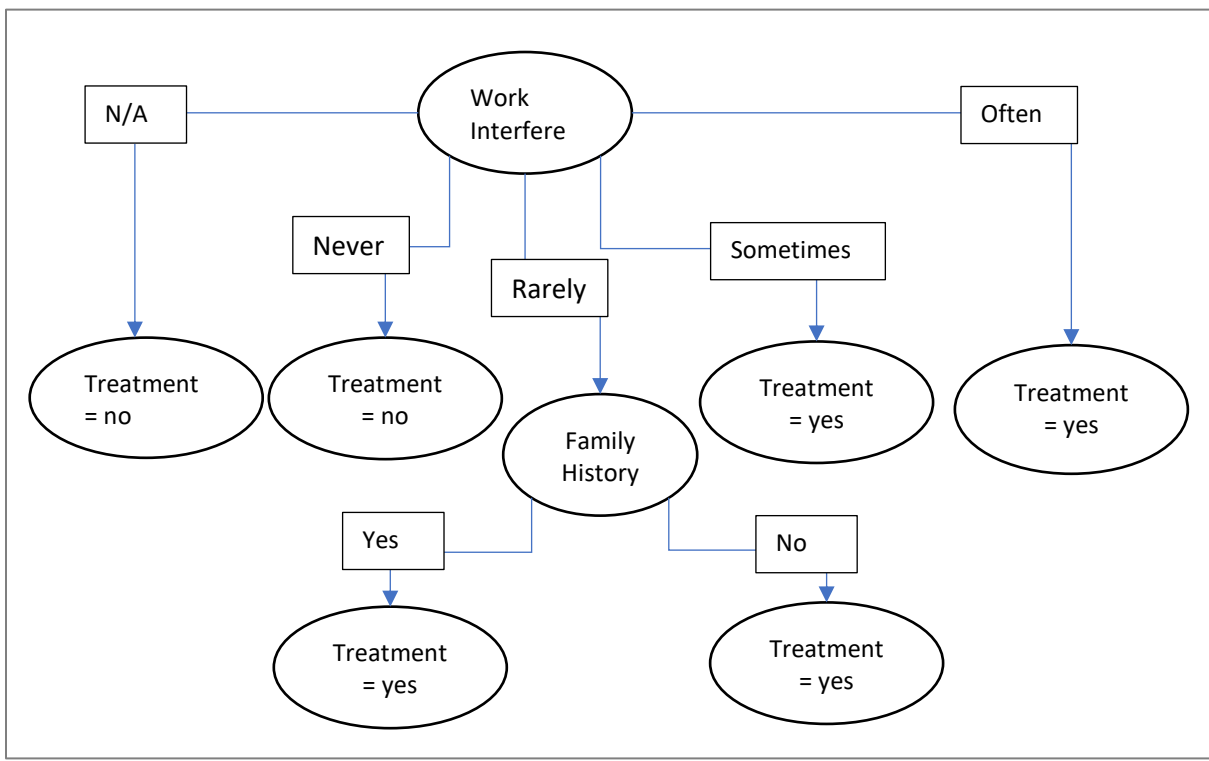 Work
Interfere
N/A
Often
Never
Rarely
Sometimes
Treatment
= no
Treatment
= no
Treatment
= yes
Treatment
= yes
Family
History
Yes
No
Treatment
= yes
Treatment
= yes